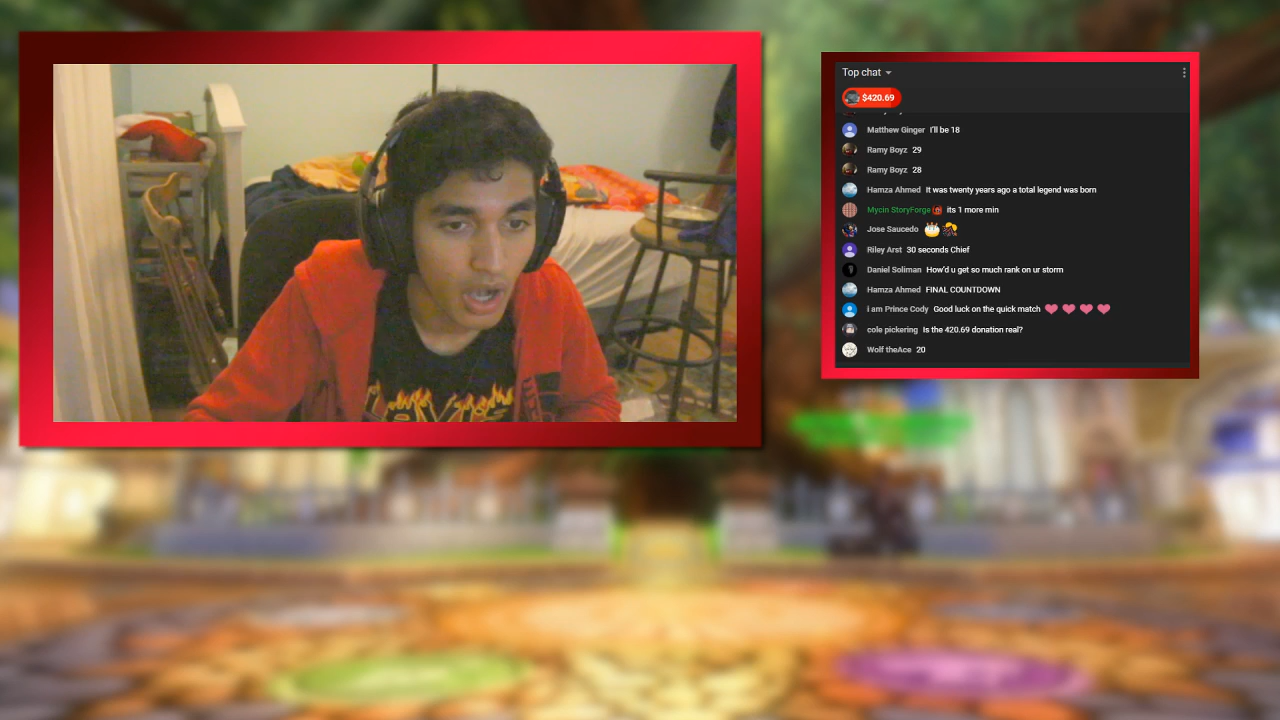 Top chat
$420.69
Matthew Ginger I'll be 18
Ramy Boyz 29
Ramy Boyz 28
Hamza Ahmed It was twenty years ago a total legend was born
Mycin StoryForge its 1 more min
Jose Saucedo
Riley Arst 30 seconds Chief
Daniel Soliman How'd u get so much rank on ur storm
Hamza Ahmed FINAL COUNTDOWN
i am Prince Cody Good luck on the quick match
cole pickering Is the 420.69 donation real?
Wolf theAce 20